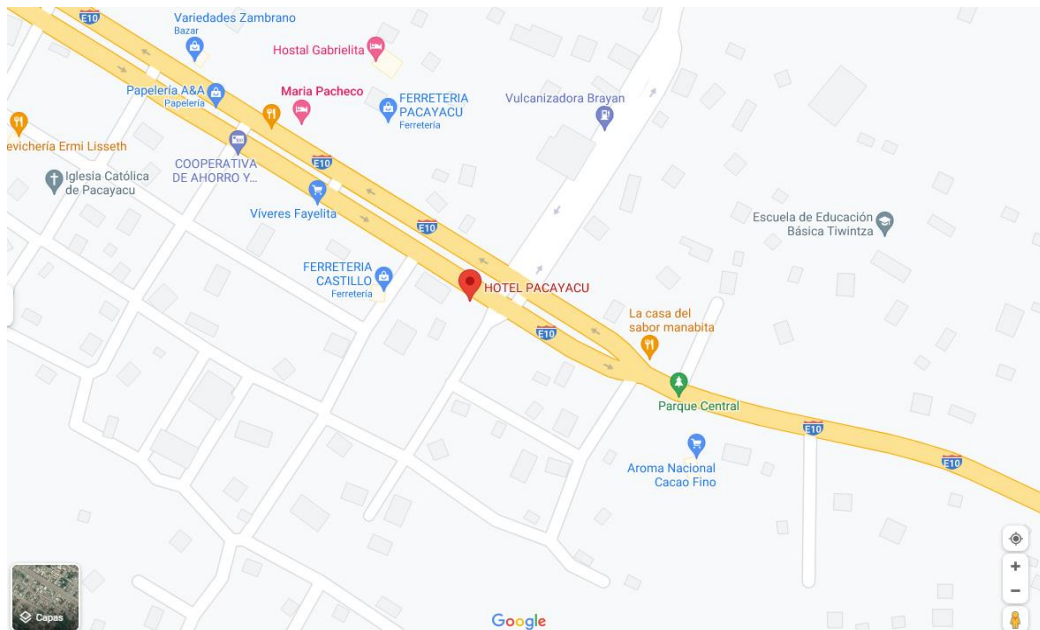 E10
Variedades Zambrano
Bazar
Hostal Gabrielita
Papelería A&A
Papelería
Maria Pacheco
FERRETERIA
PACAYACU
Ferretería
Vulcanizadora Brayan
evichería Ermi Lisseth
COOPERATIVA
DE AHORRO Y...
E10
Iglesia Católica
de Pacayacu
Víveres Fayelita
E10
Escuela de Educación
Básica Tiwintza
FERRETERIA
CASTILLO
Ferretería
HOTEL PACAYACU
La casa del
sabor manabita
E10
Parque Central
E10
Aroma Nacional
Cacao Fino
E10
Capas
Google